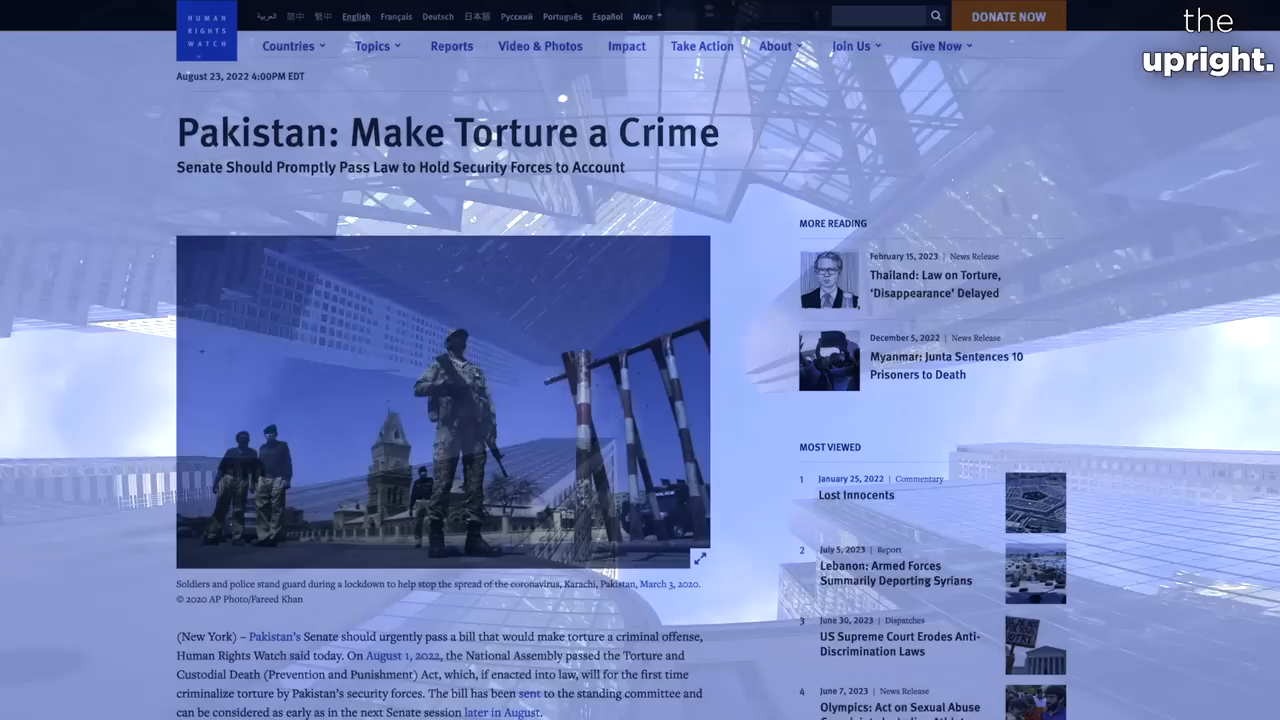 HUMAN
RIGHTS
WATCH
العربية 简中 繁中 English Français Deutsch 日本語 Русский Português Español More
DONATE NOW
the
upright.
Countries Topics Reports Video & Photos Impact Take Action About Join Us Give Now
August 23, 2022 4:00PM EDT
Pakistan: Make Torture a Crime
Senate Should Promptly Pass Law to Hold Security Forces to Account
Soldiers and police stand guard during a lockdown to help stop the spread of the coronavirus, Karachi, Pakistan, March 3, 2020.
© 2020 AP Photo/Fareed Khan
(New York) – Pakistan's Senate should urgently pass a bill that would make torture a criminal offense,
Human Rights Watch said today. On August 1, 2022, the National Assembly passed the Torture and
Custodial Death (Prevention and Punishment) Act, which, if enacted into law, will for the first time
criminalize torture by Pakistan's security forces. The bill has been sent to the standing committee and
can be considered as early as in the next Senate session later in August.
MORE READING
February 15, 2023 | News Release
Thailand: Law on Torture,
‘Disappearance’ Delayed
December 5, 2022 | News Release
Myanmar: Junta Sentences 10
Prisoners to Death
MOST VIEWED
1 January 25, 2022 | Commentary
Lost Innocents
2 July 5, 2023 | Report
Lebanon: Armed Forces
Summarily Deporting Syrians
3 June 30, 2023 | Dispatches
US Supreme Court Erodes Anti-
Discrimination Laws
4 June 7, 2023 | News Release
Olympics: Act on Sexual Abuse